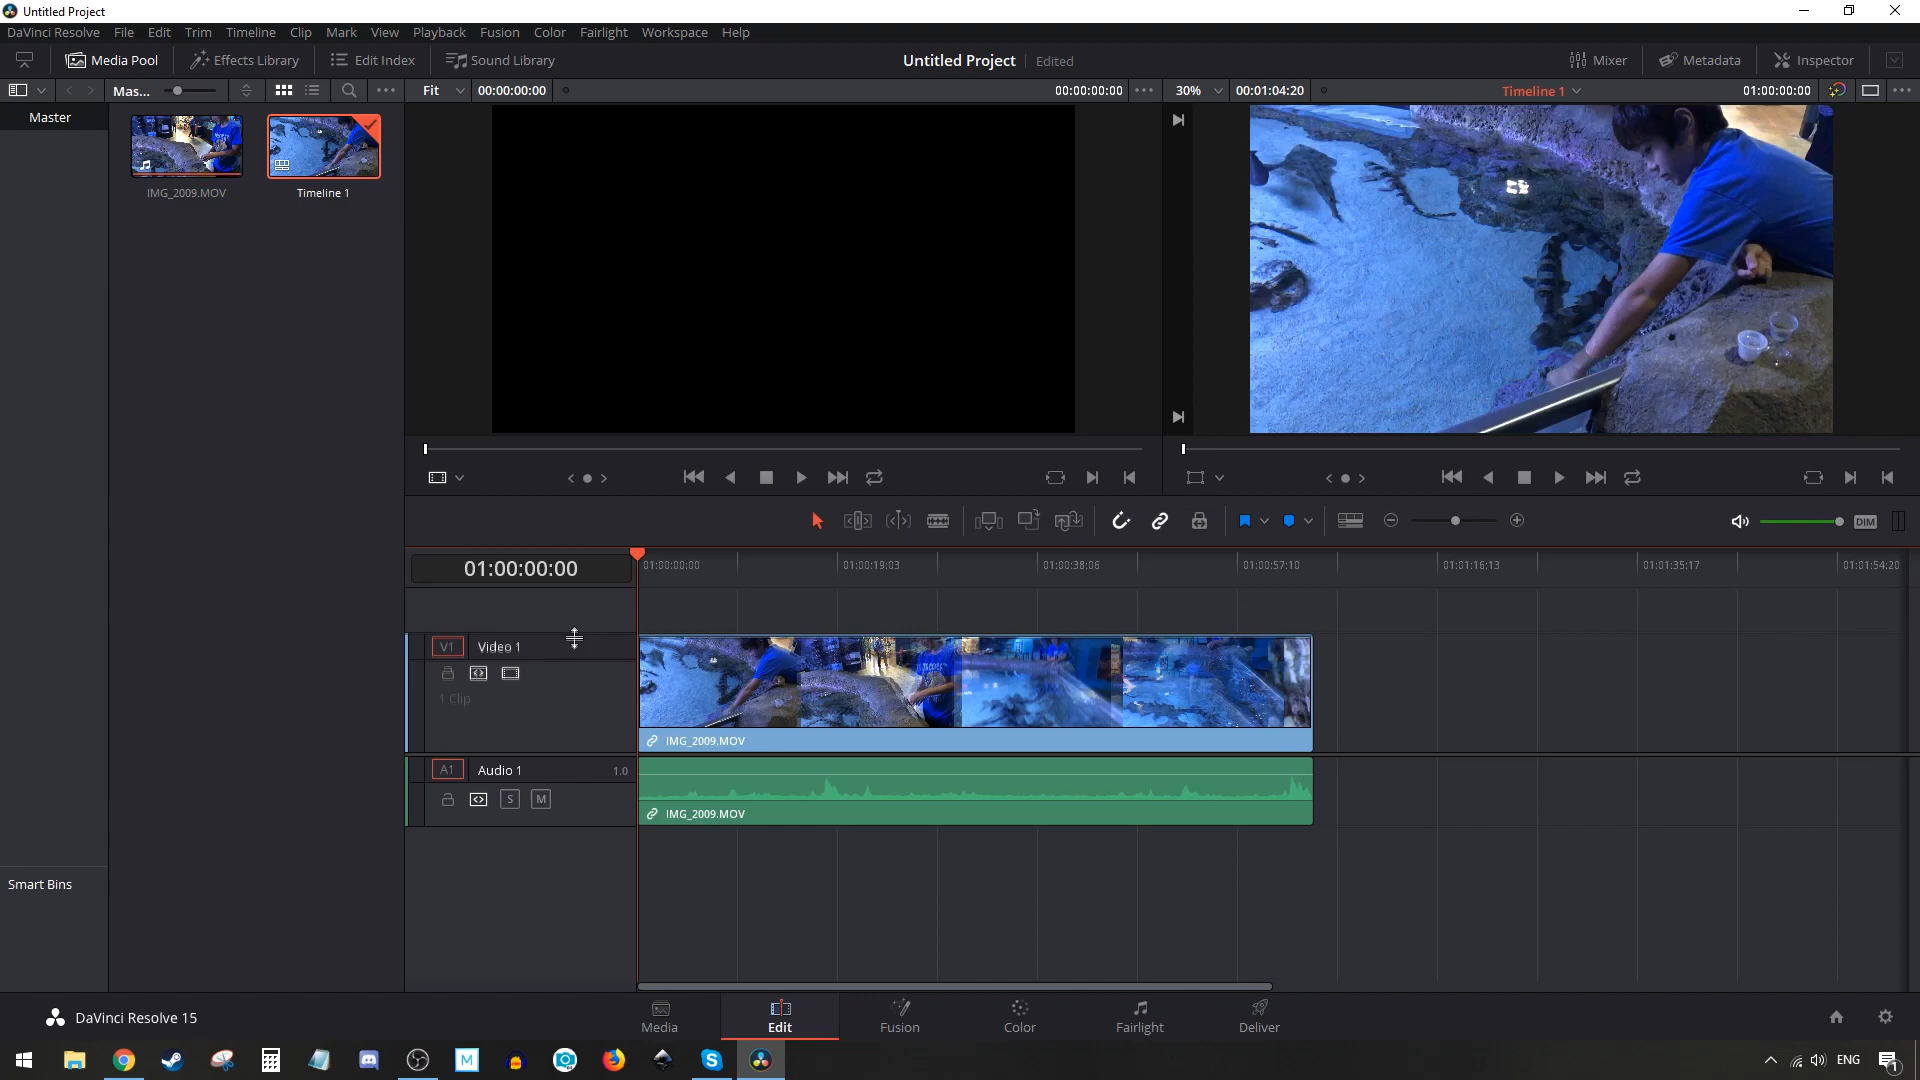 Untitled Project
DaVinci Resolve File Edit Trim Timeline Clip Mark View Playback Fusion Color Fairlight Workspace Help
Media Pool Effects Library Edit Index Sound Library Untitled Project Edited Mixer Metadata Inspector
Mas... Fit 00:00:00:00 00:00:00:00 30% 00:01:04:20 Timeline 1 01:00:00:00
Master
IMG_2009.MOV Timeline 1
DIM
01:00:00:00 01:00:00:00 01:00:19:03 01:00:38:06 01:00:57:10 01:01:16:13 01:01:35:17 01:01:54:20
V1 Video 1
1 Clip
IMG_2009.MOV
A1 Audio 1 1.0
S M
IMG_2009.MOV
Smart Bins
DaVinci Resolve 15 Media Edit Fusion Color Fairlight Deliver
M S ENG 1